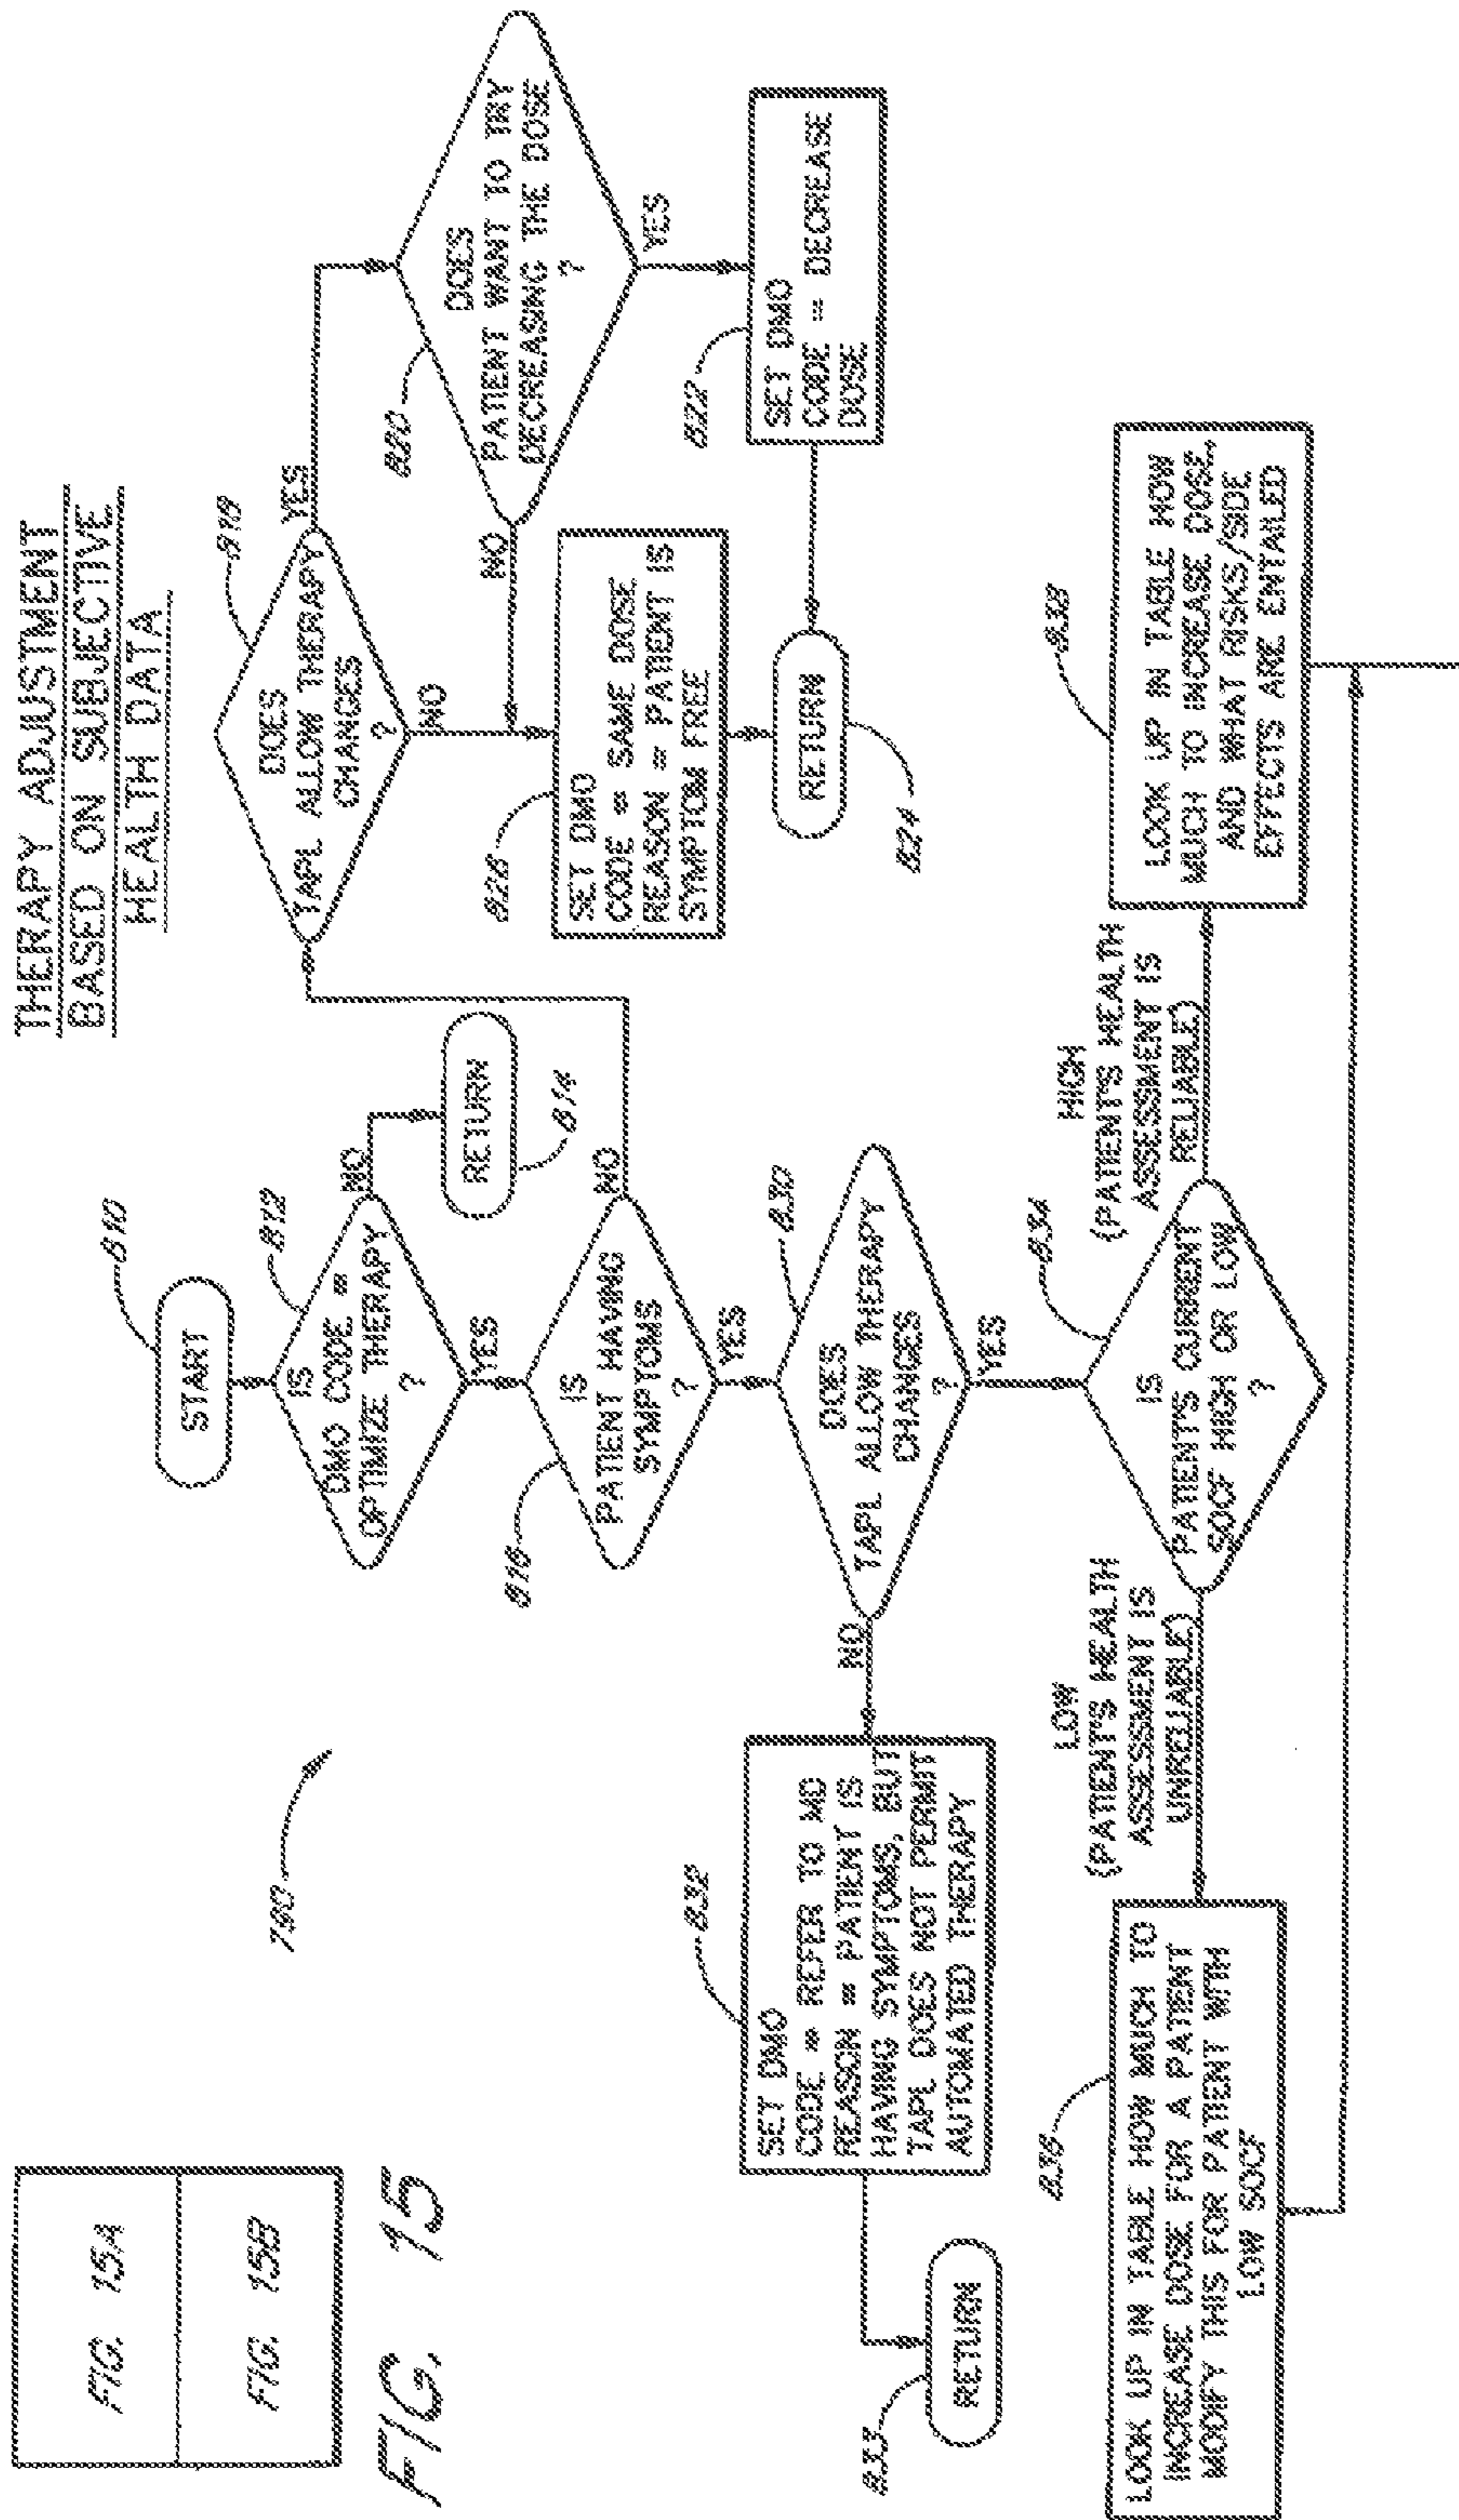 THERAPY ADJUSTMENT
BASED ON SUBJECTIVE
HEALTH DATA
FIG. 15A
FIG. 15B
FIG. 15
780
810
START
812
IS
DMO CODE =
OPTIMIZE THERAPY
?
NO
RETURN
814
YES
816
IS
PATIENT HAVING
SYMPTOMS
?
NO
YES
818
DOES
TAPL ALLOW THERAPY
CHANGES
?
YES
NO
820
DOES
PATIENT WANT TO TRY
DECREASING THE DOSE
?
NO
YES
822
SET DMO
CODE = DECREASE
DOSE
826
SET DMO
CODE = SAME DOSE
REASON = PATIENT IS
SYMPTOM FREE
RETURN
824
830
DOES
TAPL ALLOW THERAPY
CHANGES
?
NO
YES
832
SET DMO
CODE = REFER TO MD
REASON = PATIENT IS
HAVING SYMPTOMS, BUT
TAPL DOES NOT PERMIT
AUTOMATED THERAPY
833
RETURN
834
IS
PATIENT'S CURRENT
SOCF HIGH OR LOW
?
LOW
(PATIENT'S HEALTH
ASSESSMENT IS
UNRELIABLE)
HIGH
(PATIENT'S HEALTH
ASSESSMENT IS
RELIABLE)
836
LOOK UP IN TABLE HOW MUCH TO
INCREASE DOSE FOR A PATIENT
MODIFY THIS FOR PATIENT WITH
LOW SOCF
838
LOOK UP IN TABLE HOW
MUCH TO INCREASE DOSE,
AND WHAT RISKS/SIDE
EFFECTS ARE ENTAILED